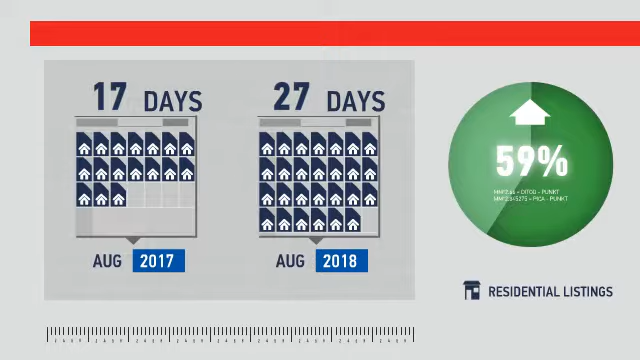 17 DAYS
27 DAYS
AUG 2017
AUG 2018
59%
RESIDENTIAL LISTINGS